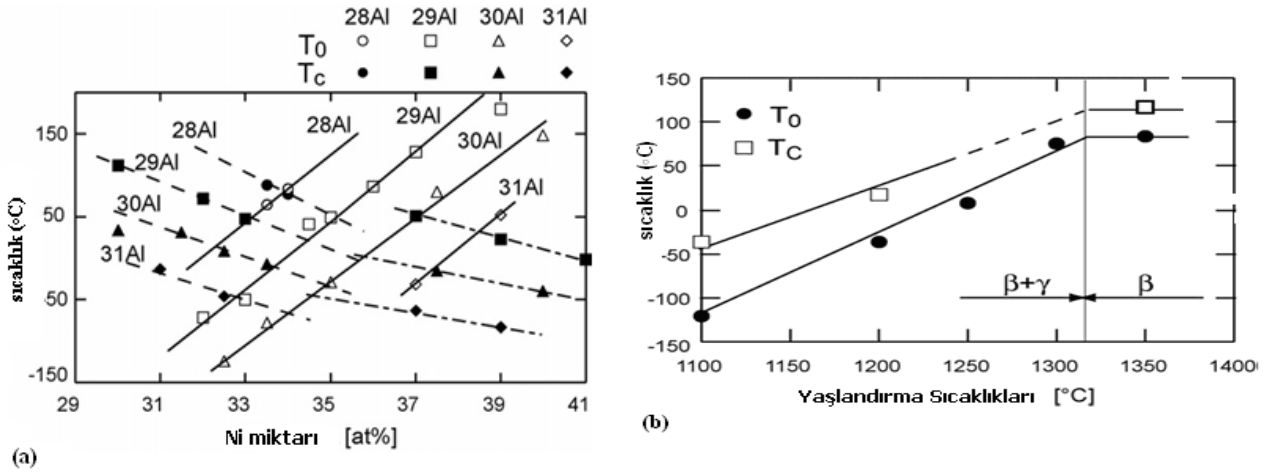 28Al 29Al 30Al 31Al
T0
TC
150
50
50
-150
28Al
29Al
30Al
31Al
28Al
29Al
30Al
31Al
sıcaklık (°C)
29 31 33 35 37 39 41
Ni miktarı [at%]
(a)
150
100
50
0
-50
-100
-150
T0
TC
β+γ
β
sıcaklık (°C)
1100 1150 1200 1250 1300 1350 1400
Yaşlandırma Sıcaklıkları [°C]
(b)